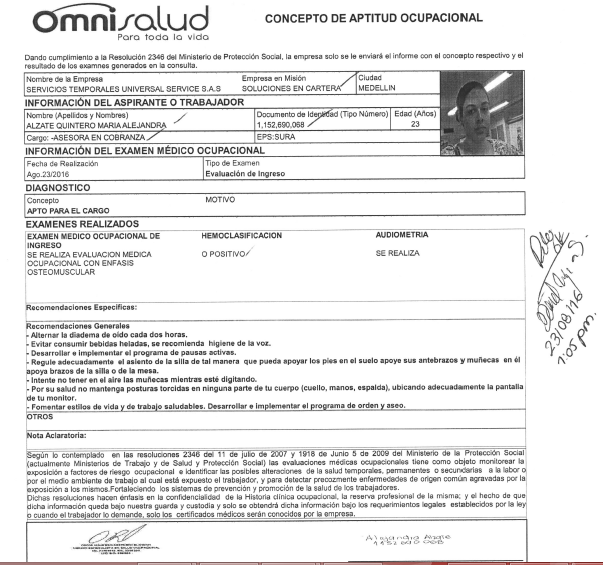 Omnisalud
Para toda la vida
CONCEPTO DE APTITUD OCUPACIONAL
Dando cumplimiento a la Resolución 2346 del Ministerio de Protección Social, la empresa solo se le enviará el informe con el concepto respectivo y el
resultado de los examnes generados en la consulta.
Nombre de la Empresa Empresa en Misión Ciudad
SERVICIOS TEMPORALES UNIVERSAL SERVICE S.A.S SOLUCIONES EN CARTERA MEDELLIN
INFORMACIÓN DEL ASPIRANTE O TRABAJADOR
Nombre (Apellidos y Nombres) Documento de Identidad (Tipo Número) Edad (Años)
ALZATE QUINTERO MARIA ALEJANDRA 1,152,690,068 23
Cargo: -ASESORA EN COBRANZA EPS:SURA
INFORMACIÓN DEL EXAMEN MÉDICO OCUPACIONAL
Fecha de Realización Tipo de Examen
Ago.23/2016 Evaluación de Ingreso
DIAGNOSTICO
Concepto MOTIVO
APTO PARA EL CARGO
EXAMENES REALIZADOS
EXAMEN MEDICO OCUPACIONAL DE INGRESO HEMOCLASIFICACION AUDIOMETRIA
SE REALIZA EVALUACION MEDICA OCUPACIONAL CON ENFASIS OSTEOMUSCULAR O POSITIVO SE REALIZA
Recomendaciones Específicas:
Recomendaciones Generales
- Alternar la diadema de oido cada dos horas.
- Evitar consumir bebidas heladas, se recomienda higiene de la voz.
- Desarrollar e implementar el programa de pausas activas.
- Regule adecuadamente el asiento de la silla de tal manera que pueda apoyar los pies en el suelo apoye sus antebrazos y muñecas en él
apoya brazos de la silla o de la mesa.
- Intente no tener en el aire las muñecas mientras esté digitando.
- Por su salud no mantenga posturas torcidas en ninguna parte de tu cuerpo (cuello, manos, espalda), ubicando adecuadamente la pantalla
de tu monitor.
- Fomentar estilos de vida y de trabajo saludables. Desarrollar e implementar el programa de orden y aseo.
OTROS
Nota Aclaratoria:
Según lo contemplado en las resoluciones 2346 del 11 de julio de 2007 y 1918 de Junio 5 de 2009 del Ministerio de la Protección Social
(actualmente Ministerios de Trabajo y de Salud y Protección Social) las evaluaciones médicas ocupacionales tiene como objeto monitorear la
exposición a factores de riesgo ocupacional e identificar las posibles alteraciones de la salud temporales, permanentes o secundarias a la labor o
por el medio ambiente de trabajo al cual está expuesto el trabajador, y para detectar precozmente enfermedades de origen común agravadas por la
exposición a los mismos.Fortaleciendo los sistemas de prevención y promoción de la salud de los trabajadores.
Dichas resoluciones hacen énfasis en la confidencialidad de la Historia clínica ocupacional, la reserva profesional de la misma; y el hecho de que
dicha información queda bajo nuestra guarda y custodia y solo se obtendrá dicha información bajo los requerimientos legales establecidos por la ley
o cuando el trabajador lo demande, solo los certificados médicos serán conocidos por la empresa.
23/08/16
1:05 pm.